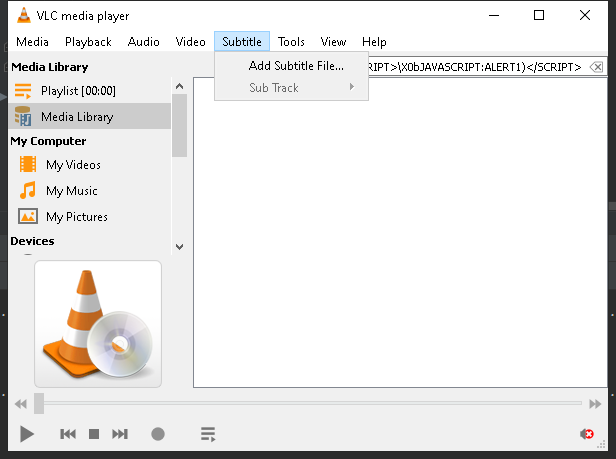 VLC media player
Media Playback Audio Video Subtitle Tools View Help
Media Library
RIPT>\X0bJAVASCRIPT:ALERT1)</SCRIPT>
Add Subtitle File...
Sub Track
Playlist [00:00]
Media Library
My Computer
My Videos
My Music
My Pictures
Devices